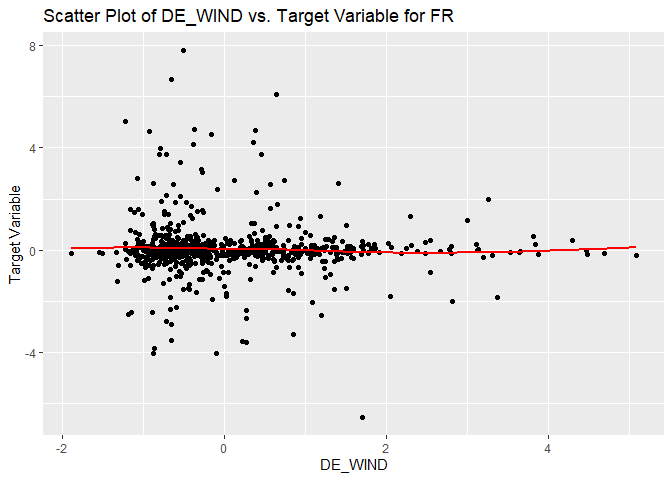 Scatter Plot of DE_WIND vs. Target Variable for FR
8
4
0
-4
Target Variable
-2
0
2
4
DE_WIND